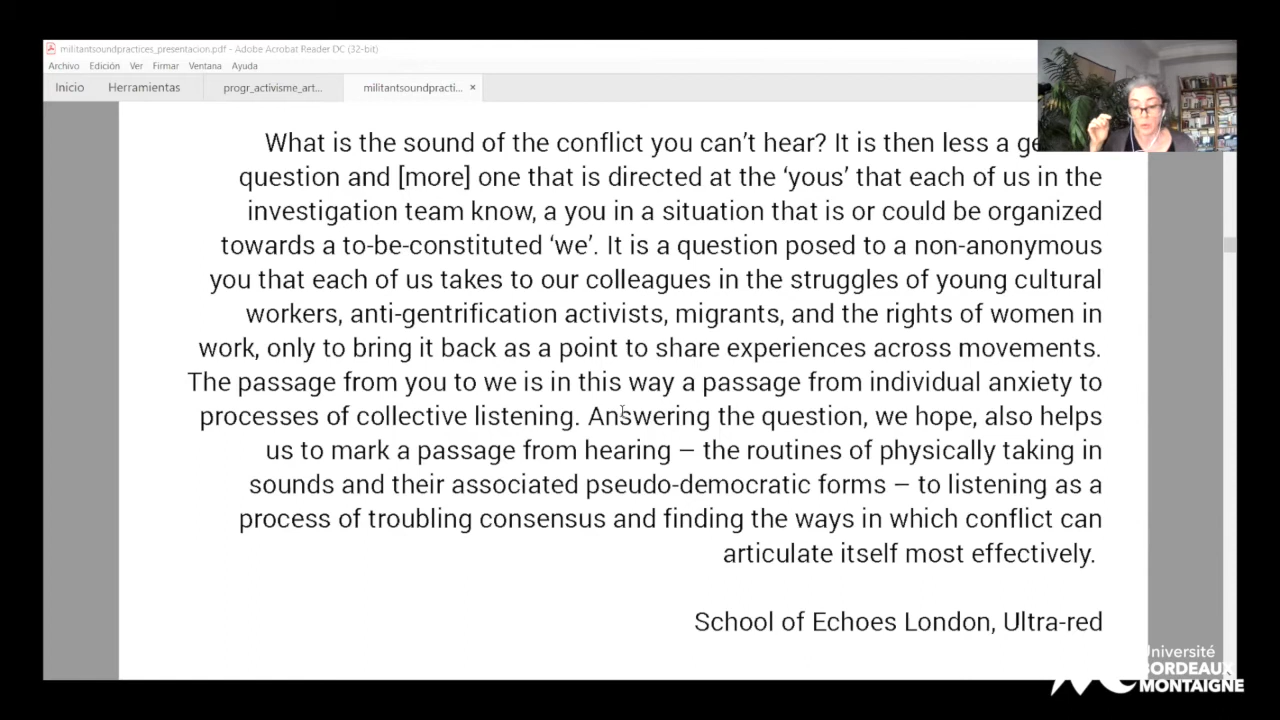 militantsoundpractices_presentacion.pdf - Adobe Acrobat Reader DC (32-bit)
Archivo Edición Ver Firmar Ventana Ayuda
Inicio Herramientas progr_activisme_art... militantsoundpracti... ×
What is the sound of the conflict you can’t hear? It is then less a
question and [more] one that is directed at the ‘yous’ that each of us in the
investigation team know, a you in a situation that is or could be organized
towards a to-be-constituted ‘we’. It is a question posed to a non-anonymous
you that each of us takes to our colleagues in the struggles of young cultural
workers, anti-gentrification activists, migrants, and the rights of women in
work, only to bring it back as a point to share experiences across movements.
The passage from you to we is in this way a passage from individual anxiety to
processes of collective listening. Answering the question, we hope, also helps
us to mark a passage from hearing – the routines of physically taking in
sounds and their associated pseudo-democratic forms – to listening as a
process of troubling consensus and finding the ways in which conflict can
articulate itself most effectively.
School of Echoes London, Ultra-red
Université
BORDEAUX
MONTAIGNE